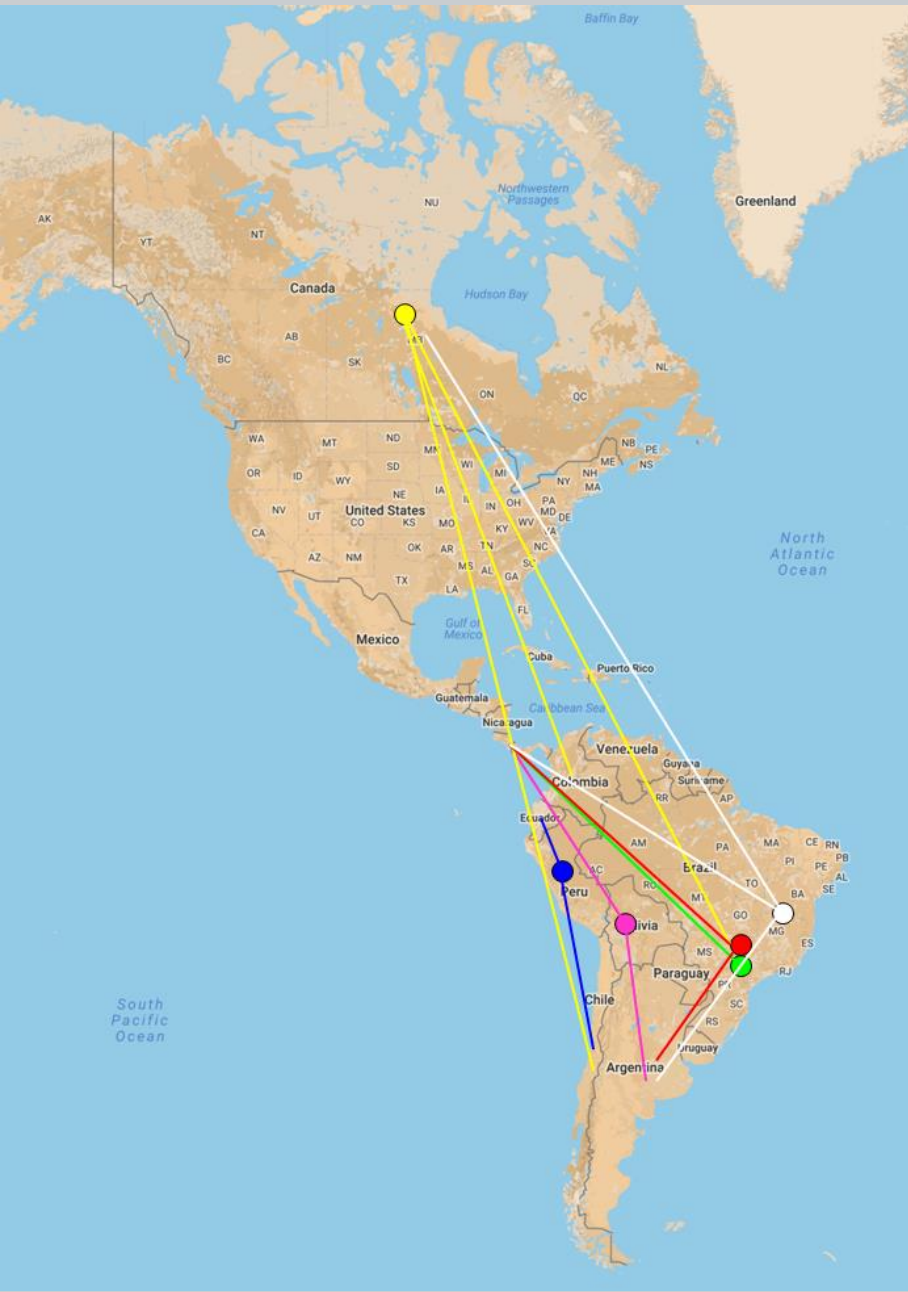 Baffin Bay
Northwestern
Passages
NU
Greenland
AK
NT
YT
Canada
Hudson Bay
AB
BC
SK
NL
ON
QC
WA
MT
ND
MN
NB
PE
NS
OR
ID
SD
WI
MI
ME
NH
NY
MA
WY
NE
IA
IN
OH
PA
MD
DE
NV
UT
United States
CO
KS
MO
KY
WV
CA
OK
AR
TN
NC
AZ
NM
MS
AL
GA
SC
TX
LA
FL
North
Atlantic
Ocean
Gulf of
Mexico
Mexico
Cuba
Puerto Rico
Guatemala
Caribbean Sea
Nicaragua
Venezuela
Guyana
Suriname
Colombia
RR
AP
Ecuador
AM
PA
MA
CE
RN
PB
PI
PE
AL
SE
AC
Brazil
RO
TO
BA
Peru
MT
GO
MG
ES
MS
RJ
Paraguay
PR
SC
Chile
RS
Uruguay
Argentina
South
Pacific
Ocean